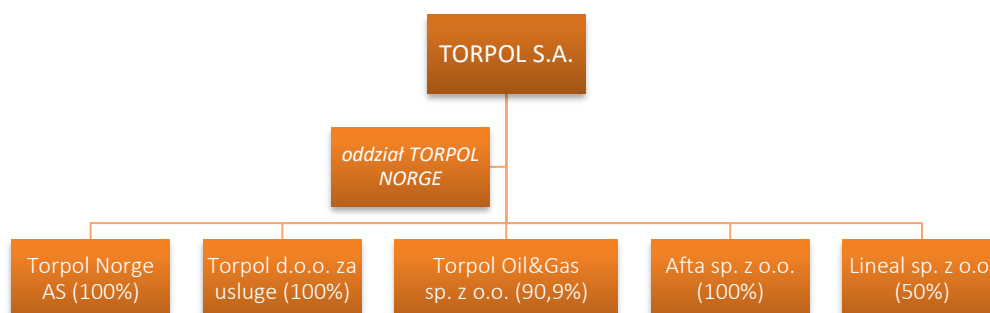 TORPOL S.A.
oddział TORPOL
NORGE
Torpol Norge
AS (100%)
Torpol d.o.o. za
usluge (100%)
Torpol Oil&Gas
sp. z o.o. (90,9%)
Afta sp. z o.o.
(100%)
Lineal sp. z o.o
(50%)